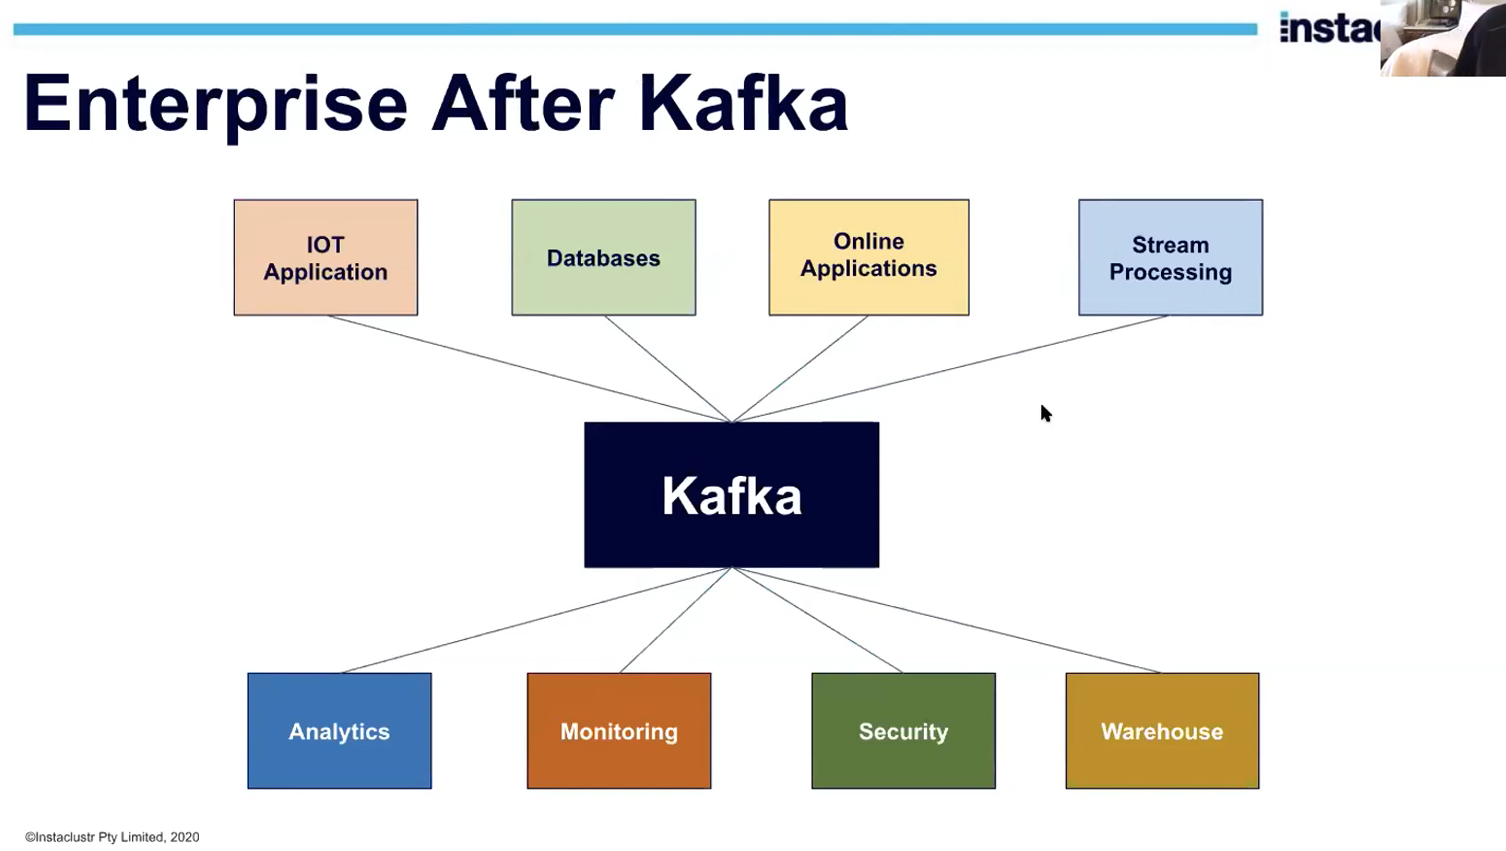 Enterprise After Kafka
IOT
Application
Databases
Online
Applications
Stream
Processing
Kafka
Analytics
Monitoring
Security
Warehouse
©Instaclustr Pty Limited, 2020